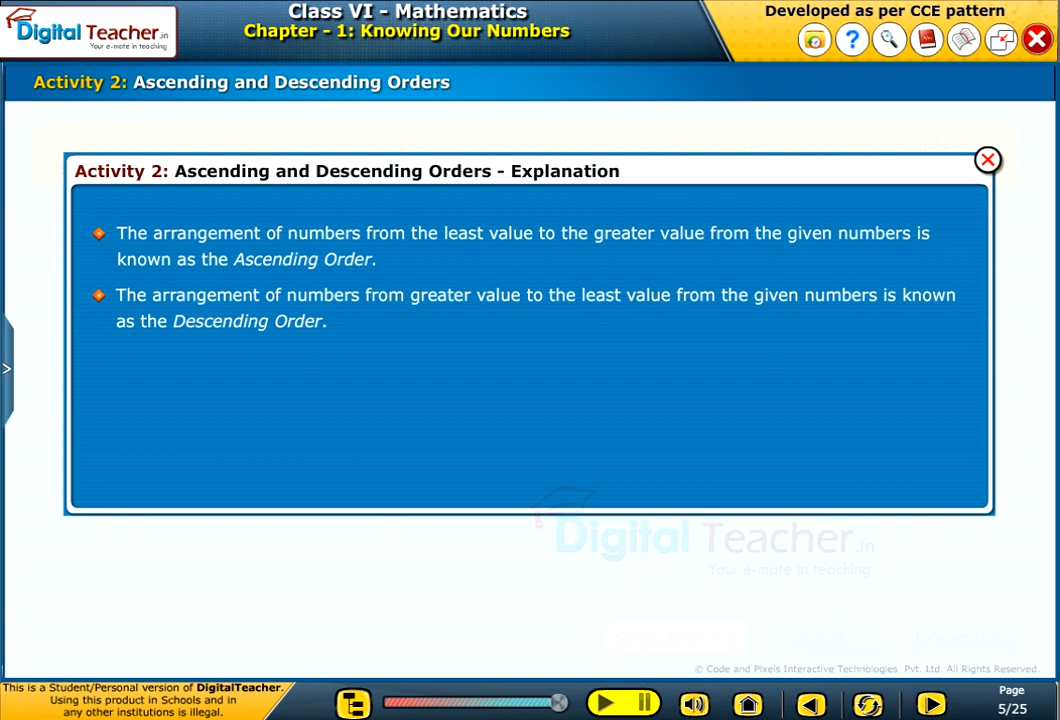 Class VI - Mathematics
Developed as per CCE pattern
Digital Teacher.in
Your e-mate in teaching
Chapter - 1: Knowing Our Numbers
Activity 2: Ascending and Descending Orders
Activity 2: Ascending and Descending Orders - Explanation
The arrangement of numbers from the least value to the greater value from the given numbers is
known as the Ascending Order.
The arrangement of numbers from greater value to the least value from the given numbers is known
as the Descending Order.
>
Digital Teacher.in
Your e-mate in teaching
© Code and Pixels Interactive Technologies Pvt. Ltd. All Rights Reserved.
This is a Student/Personal version of DigitalTeacher.
Using this product in Schools and in
any other institutions is illegal.
Page
5/25